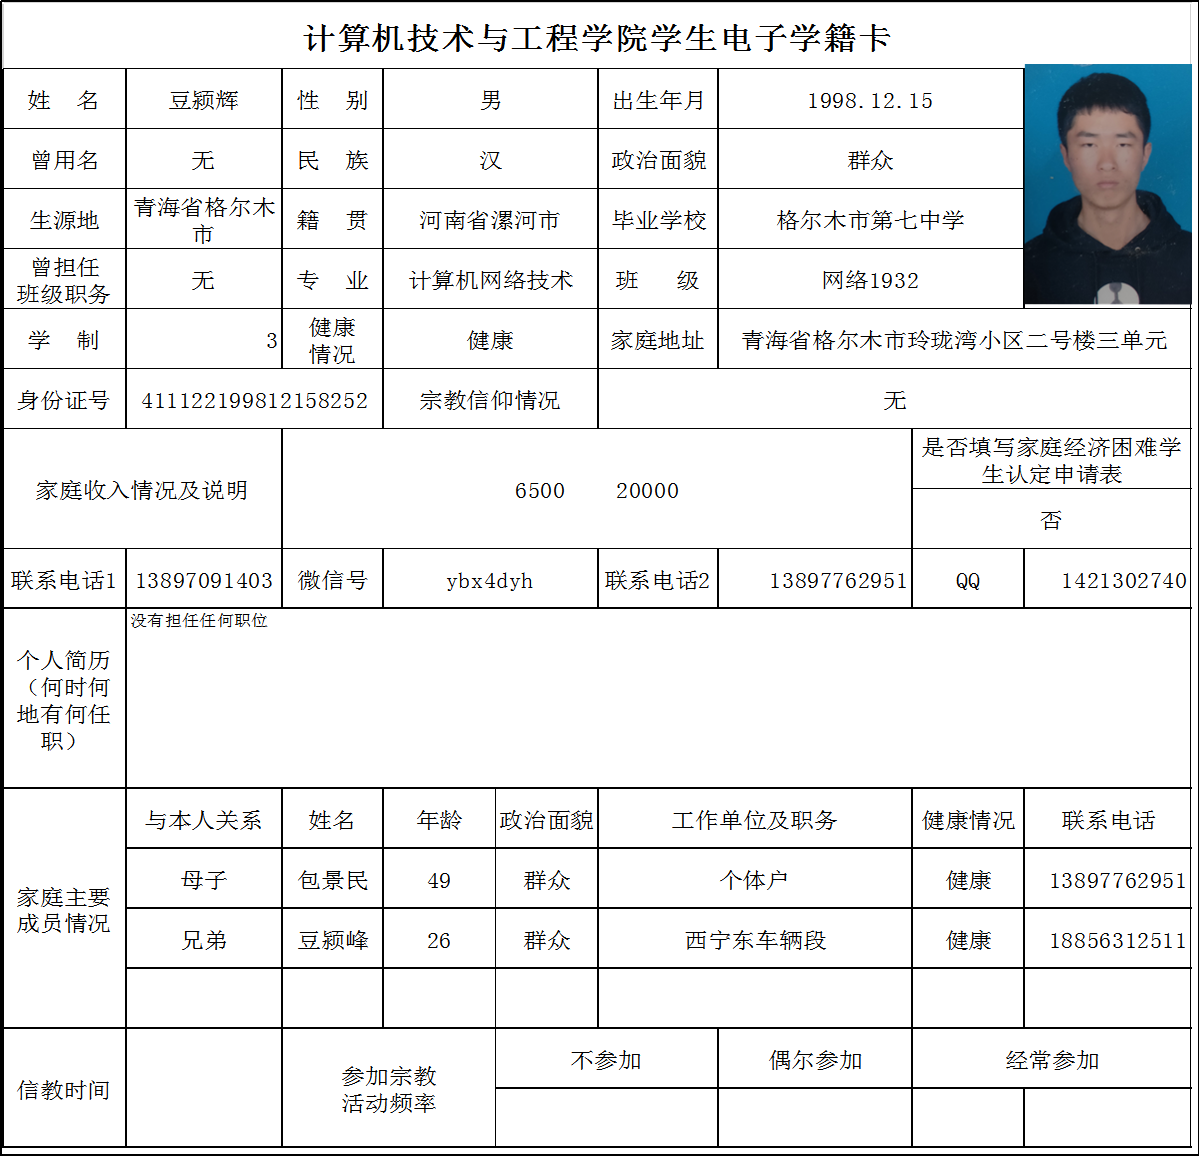 计算机技术与工程学院学生电子学籍卡
姓 名 豆颍辉 性 别 男 出生年月 1998.12.15
曾用名 无 民 族 汉 政治面貌 群众
生源地 青海省格尔木市 籍 贯 河南省漯河市 毕业学校 格尔木市第七中学
曾担任班级职务 无 专 业 计算机网络技术 班 级 网络1932
学 制 3 健康情况 健康 家庭地址 青海省格尔木市玲珑湾小区二号楼三单元
身份证号 411122199812158252 宗教信仰情况 无
家庭收入情况及说明 6500 20000 是否填写家庭经济困难学生认定申请表
否
联系电话1 13897091403 微信号 ybx4dyh 联系电话2 13897762951 QQ 1421302740
个人简历（何时何地有何任职） 没有担任任何职位
家庭主要成员情况 与本人关系 姓名 年龄 政治面貌 工作单位及职务 健康情况 联系电话
母子 包景民 49 群众 个体户 健康 13897762951
兄弟 豆颍峰 26 群众 西宁东车辆段 健康 18856312511
信教时间 参加宗教活动频率 不参加 偶尔参加 经常参加